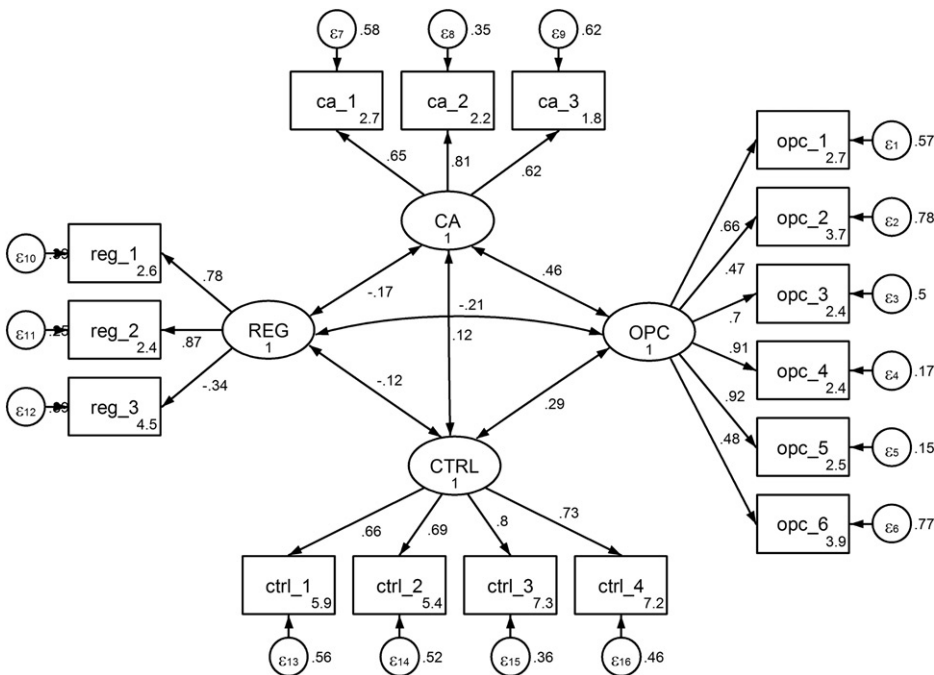 ε7 .58 ε8 .35 ε9 .62
ca_1 2.7 ca_2 2.2 ca_3 1.8
.65 .81 .62
CA 1
opc_1 2.7 ε1 .57
opc_2 3.7 ε2 .78
opc_3 2.4 ε3 .5
opc_4 2.4 ε4 .17
opc_5 2.5 ε5 .15
opc_6 3.9 ε6 .77
.66
.47
.7
.91
.92
.48
ε10 reg_1 2.6 .78
ε11 .25 reg_2 2.4 .87
ε12 reg_3 4.5 -.34
REG 1
OPC 1
-.17 .46
-.21
.12
-.12 .29
CTRL 1
.66 .69 .8 .73
ctrl_1 5.9 ctrl_2 5.4 ctrl_3 7.3 ctrl_4 7.2
ε13 .56 ε14 .52 ε15 .36 ε16 .46